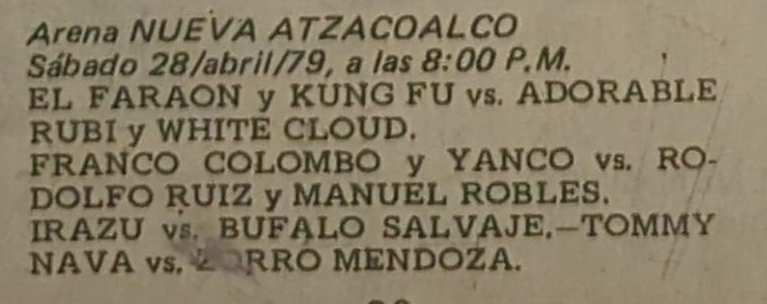 Arena NUEVA ATZACOALCO
Sábado 28/abril/79, a las 8:00 P.M.
EL FARAON y KUNG FU vs. ADORABLE
RUBI y WHITE CLOUD.
FRANCO COLOMBO y YANCO vs. RO-
DOLFO RUIZ y MANUEL ROBLES.
IRAZU vs. BUFALO SALVAJE.—TOMMY
NAVA vs. MENDOZA.